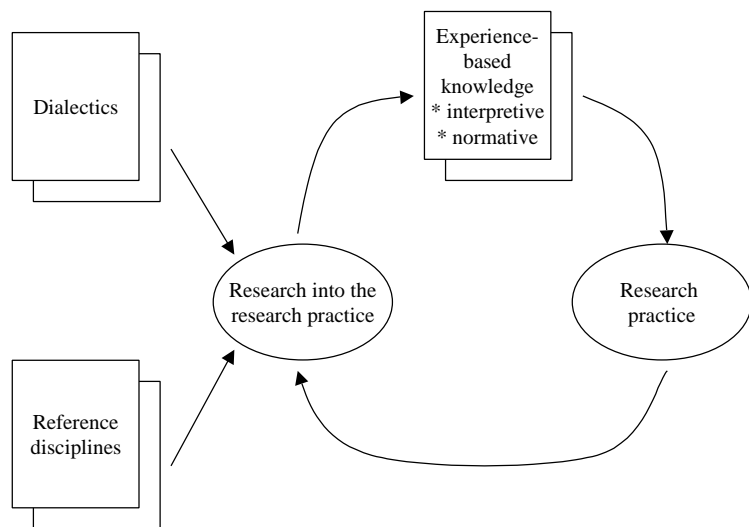 Dialectics
Experience-
based
knowledge
* interpretive
* normative
Research into the
research practice
Research
practice
Reference
disciplines